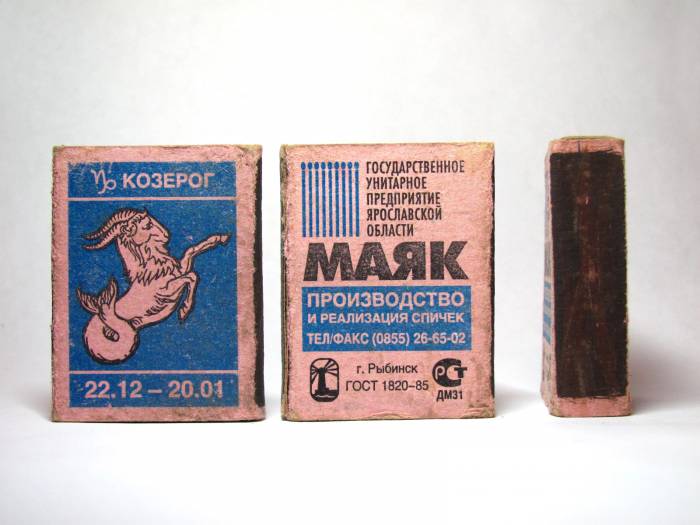 ♑ КОЗЕРОГ
22.12 – 20.01
ГОСУДАРСТВЕННОЕ
УНИТАРНОЕ
ПРЕДПРИЯТИЕ
ЯРОСЛАВСКОЙ
ОБЛАСТИ
МАЯК
ПРОИЗВОДСТВО
И РЕАЛИЗАЦИЯ СПИЧЕК
ТЕЛ/ФАКС (0855) 26-65-02
г. Рыбинск
ГОСТ 1820–85
РСТ
ДМ31